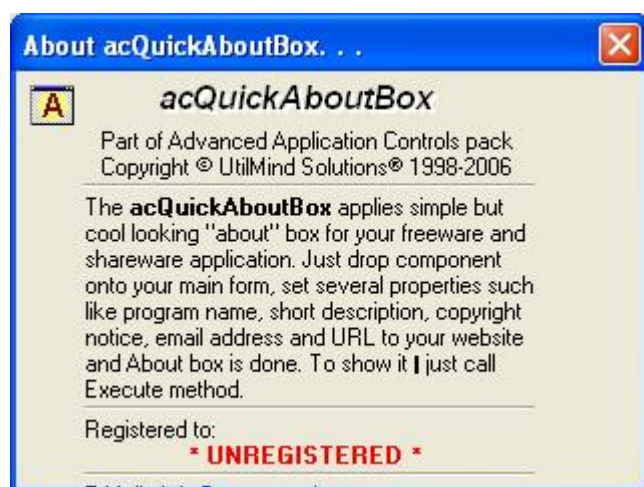 About acQuickAboutBox. . .
A
acQuickAboutBox
Part of Advanced Application Controls pack
Copyright © UtilMind Solutions® 1998-2006
The acQuickAboutBox applies simple but
cool looking "about" box for your freeware and
shareware application. Just drop component
onto your main form, set several properties such
like program name, short description, copyright
notice, email address and URL to your website
and About box is done. To show it I just call
Execute method.
Registered to:
* UNREGISTERED *